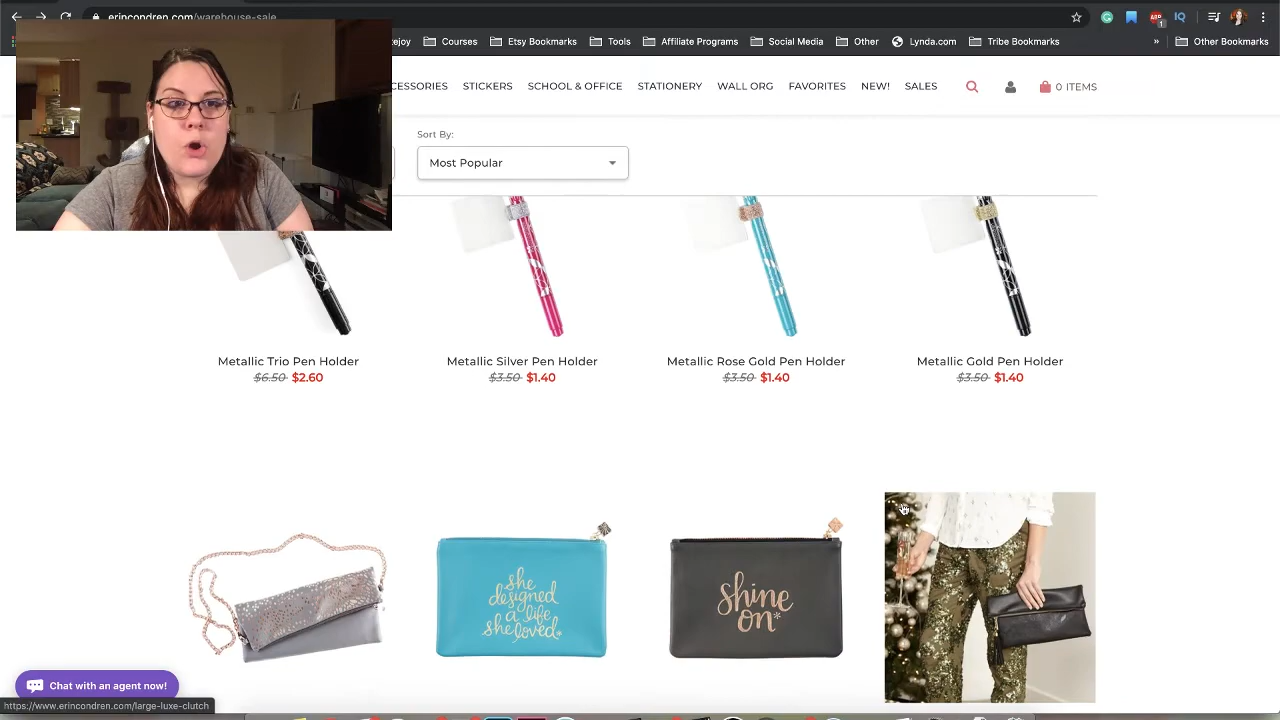 erincondren.com/warehouse-sale
tejoy
Courses
Etsy Bookmarks
Tools
Affiliate Programs
Social Media
Other
Lynda.com
Tribe Bookmarks
»
Other Bookmarks
CESSORIES
STICKERS
SCHOOL & OFFICE
STATIONERY
WALL ORG
FAVORITES
NEW!
SALES
0 ITEMS
Sort By:
Most Popular
Metallic Trio Pen Holder
$6.50 $2.60
Metallic Silver Pen Holder
$3.50 $1.40
Metallic Rose Gold Pen Holder
$3.50 $1.40
Metallic Gold Pen Holder
$3.50 $1.40
she
designed
a life
she loved*
shine
on*
Chat with an agent now!
https://www.erincondren.com/large-luxe-clutch